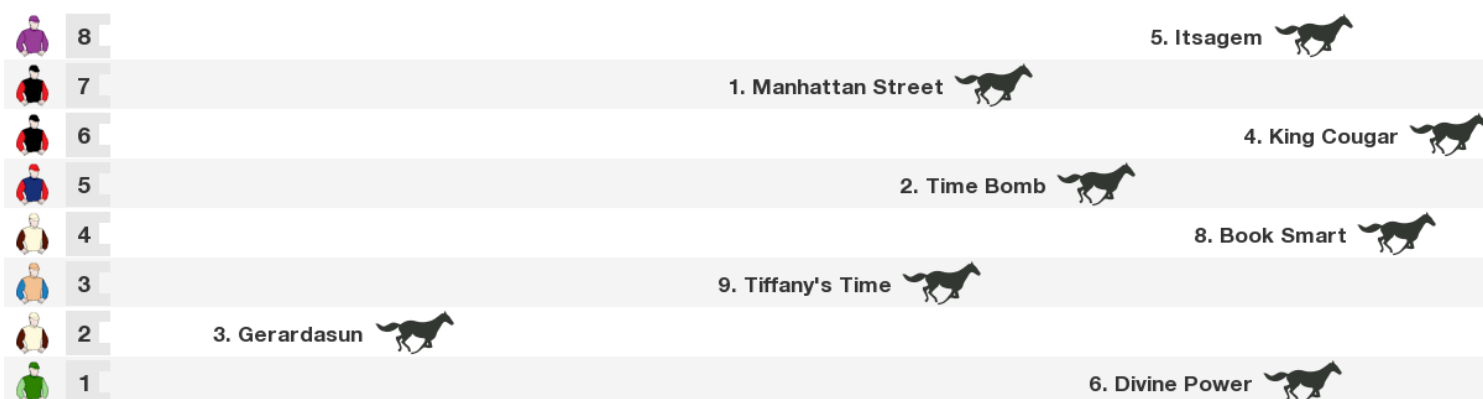 8 5. Itsagem
7 1. Manhattan Street
6 4. King Cougar
5 2. Time Bomb
4 8. Book Smart
3 9. Tiffany's Time
2 3. Gerardasun
1 6. Divine Power